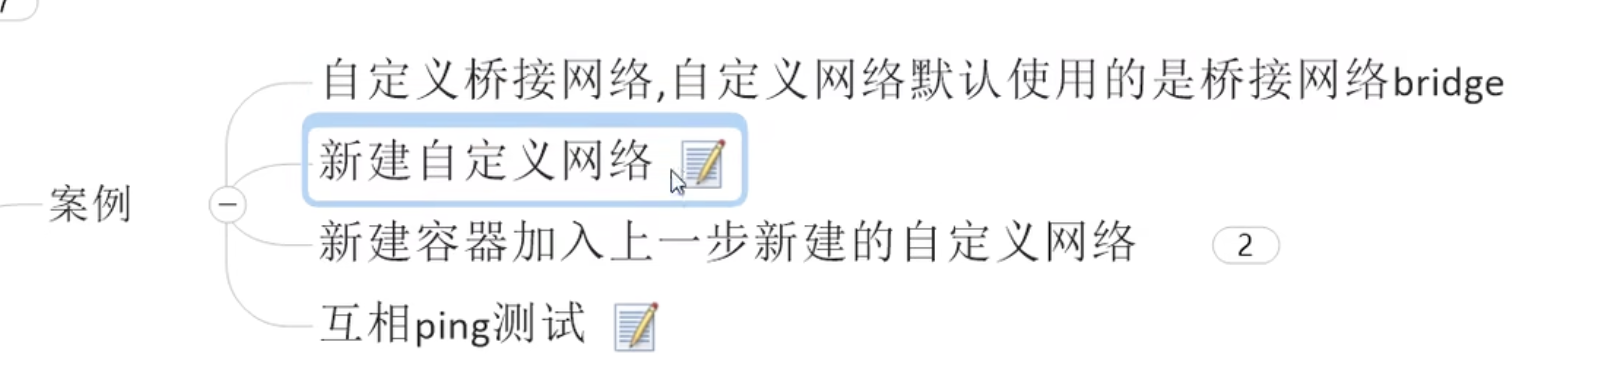 自定义桥接网络,自定义网络默认使用的是桥接网络bridge
新建自定义网络
案例
新建容器加入上一步新建的自定义网络 2
互相ping测试